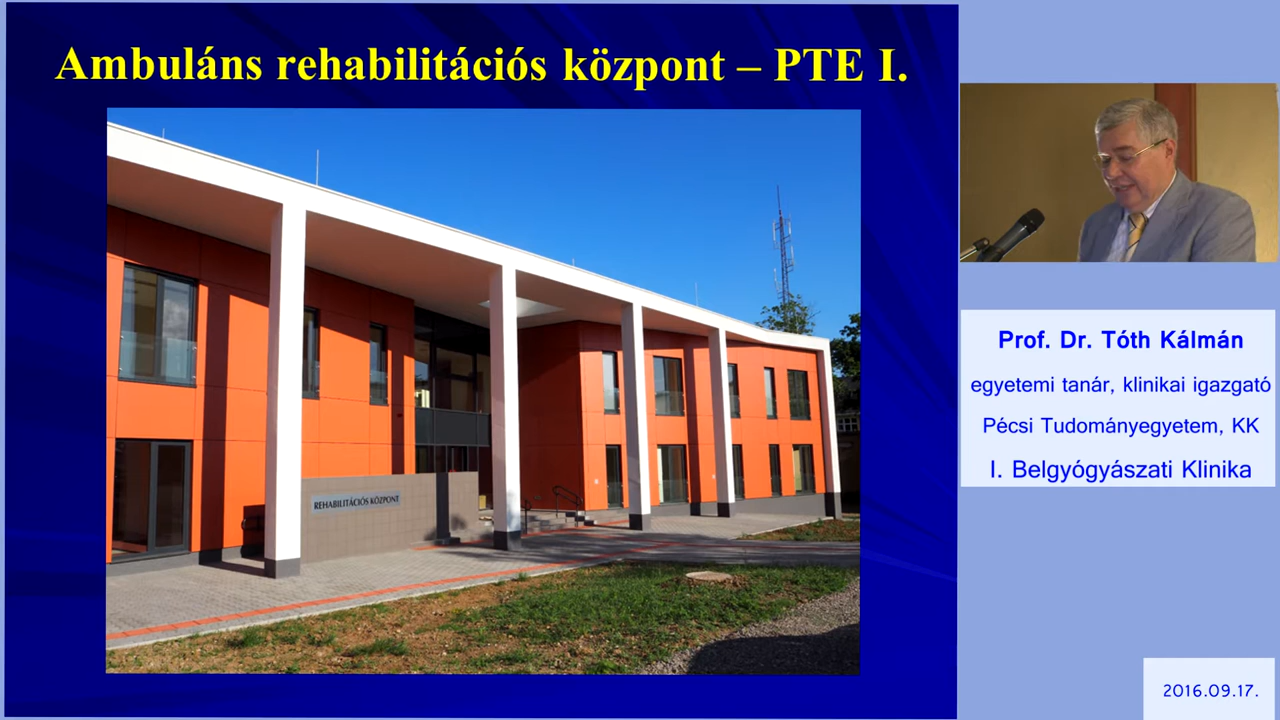 Ambuláns rehabilitációs központ – PTE I.
REHABILITÁCIÓS KÖZPONT
Prof. Dr. Tóth Kálmán
egyetemi tanár, klinikai igazgató
Pécsi Tudományegyetem, KK
I. Belgyógyászati Klinika
2016.09.17.